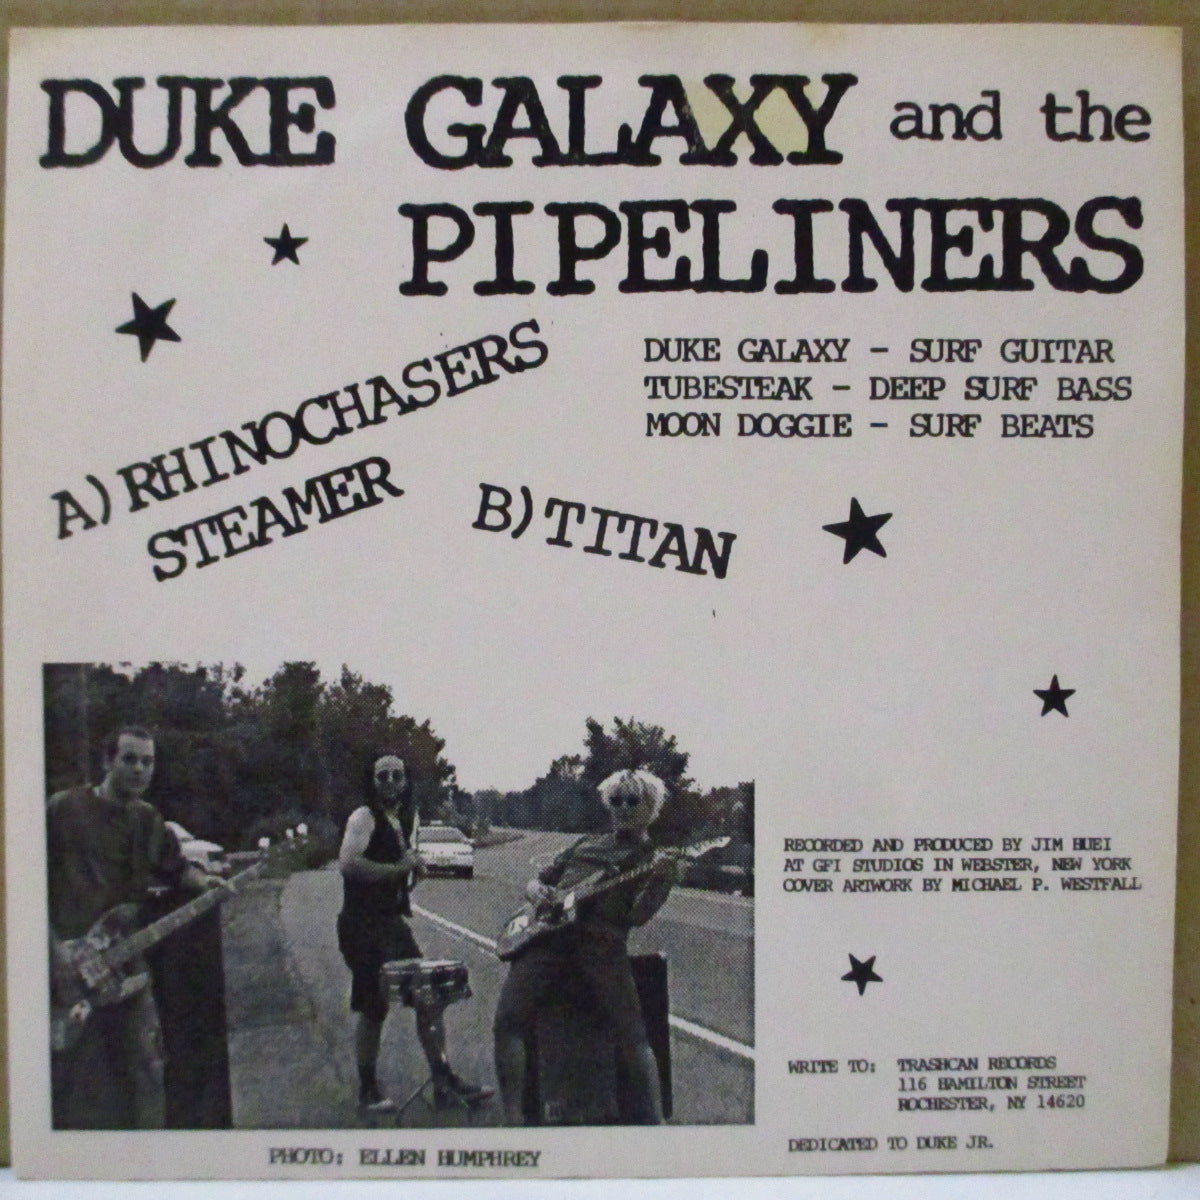 DUKE GALAXY and the
PIPELINERS
DUKE GALAXY - SURF GUITAR
TUBESTEAK - DEEP SURF BASS
MOON DOGGIE - SURF BEATS
A) RHINOCHASERS
STEAMER
B) TITAN
RECORDED AND PRODUCED BY JIM HUEI
AT GFI STUDIOS IN WEBSTER, NEW YORK
COVER ARTWORK BY MICHAEL P. WESTFALL
WRITE TO: TRASHCAN RECORDS
116 HAMILTON STREET
ROCHESTER, NY 14620
DEDICATED TO DUKE JR.
PHOTO: ELLEN HUMPHREY